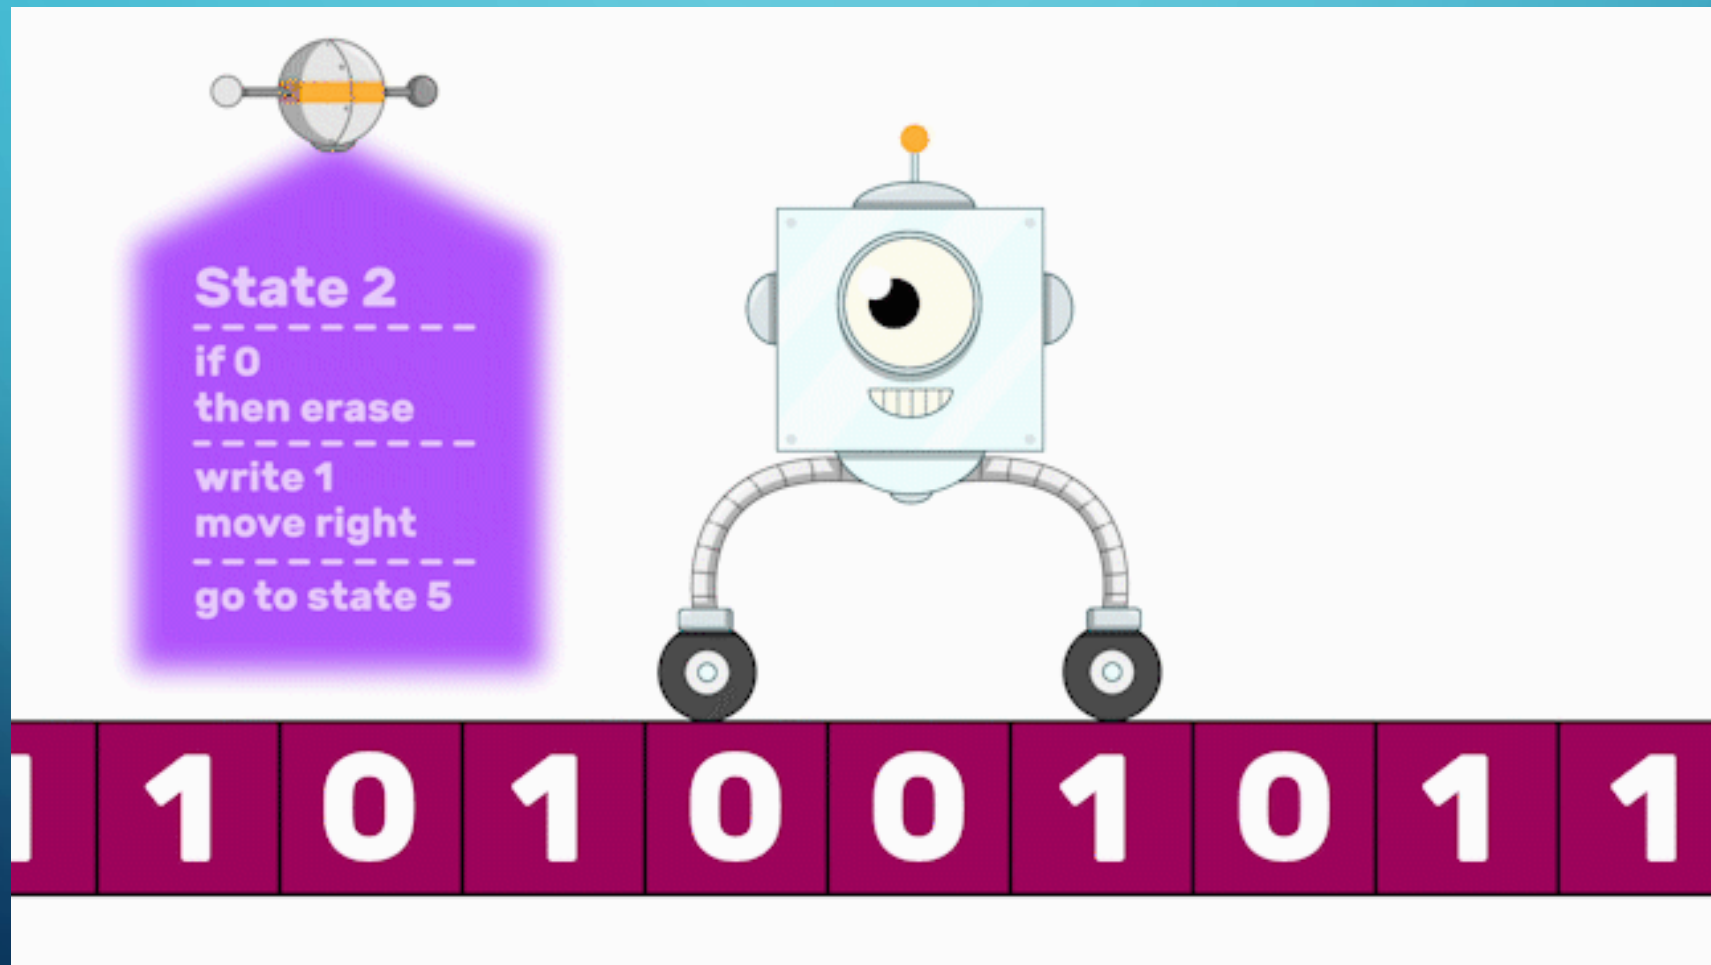 State 2
if 0
then erase
write 1
move right
go to state 5
1 1 0 1 0 0 1 0 1 1